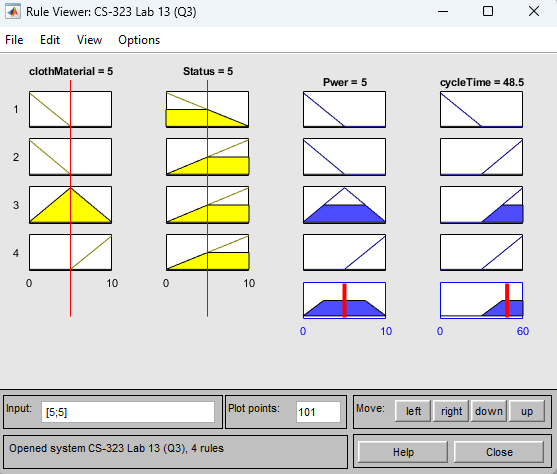 Rule Viewer: CS-323 Lab 13 (Q3)
File Edit View Options
clothMaterial = 5 Status = 5 Pwer = 5 cycleTime = 48.5
1
2
3
4
0 10 0 10
0 10 0 60
Input: [5;5] Plot points: 101 Move: left right down up
Opened system CS-323 Lab 13 (Q3), 4 rules Help Close